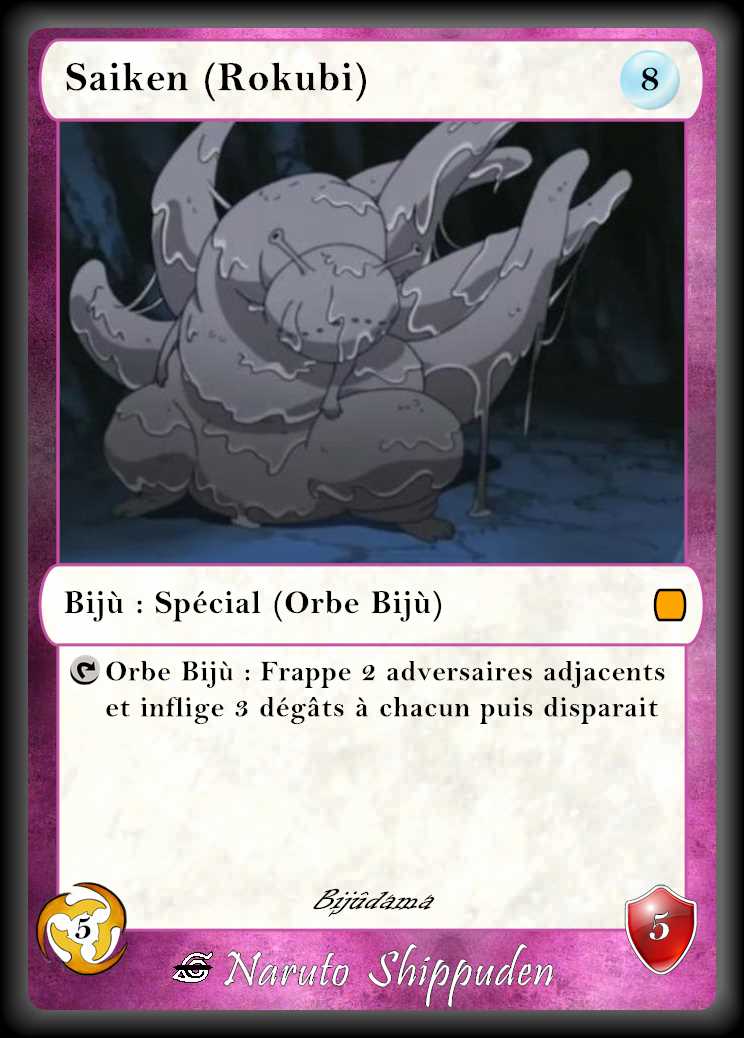 Saiken (Rokubi)
8
Bijù : Spécial (Orbe Bijù)
Orbe Bijù : Frappe 2 adversaires adjacents
et inflige 3 dégâts à chacun puis disparait
Bijûdama
5
5
Naruto Shippuden